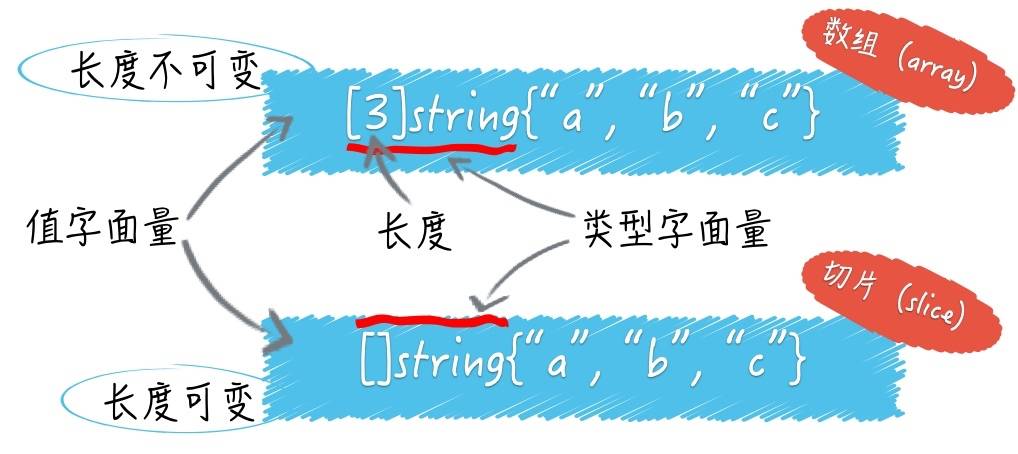 数组（array）
长度不可变
[3]string{“a”, “b”, “c”}
值字面量
长度
类型字面量
切片（slice）
[]string{“a”, “b”, “c”}
长度可变